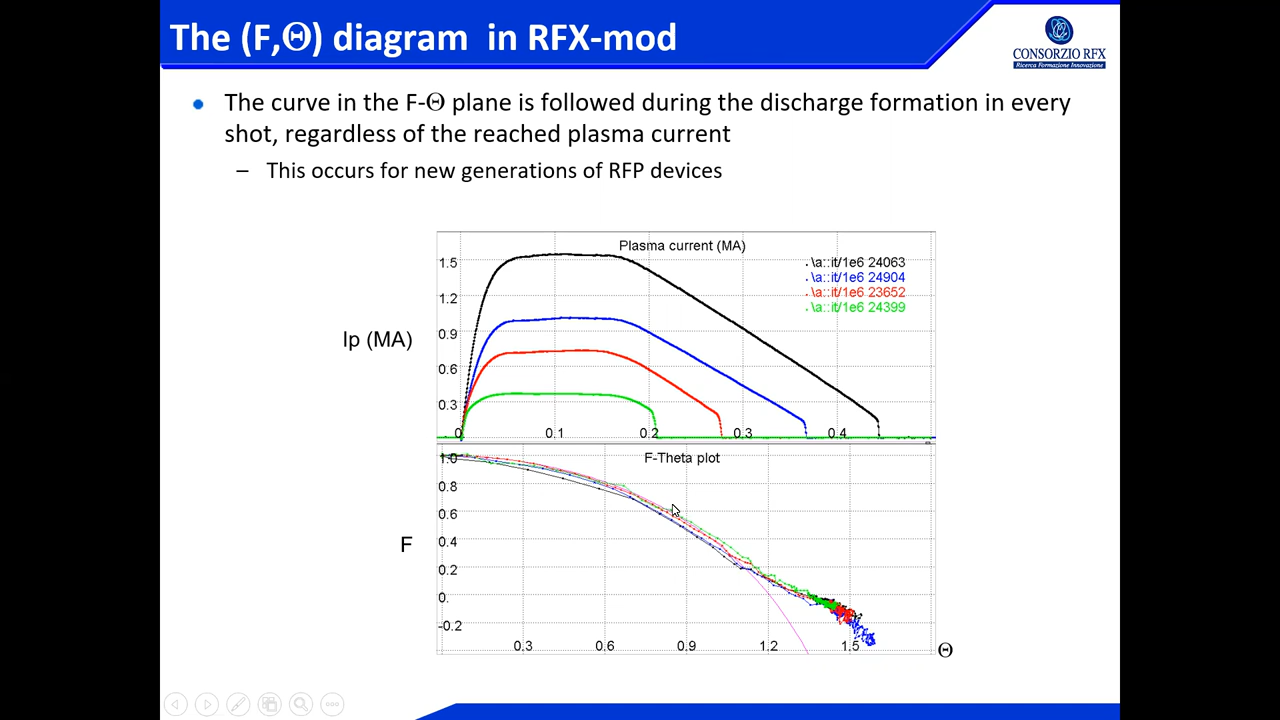 The (F,Θ) diagram in RFX-mod
CONSORZIO RFX
Ricerca Formazione Innovazione
The curve in the F-Θ plane is followed during the discharge formation in every
shot, regardless of the reached plasma current
– This occurs for new generations of RFP devices
Plasma current (MA)
\a::it/1e6 24063
\a::it/1e6 24904
\a::it/1e6 23652
\a::it/1e6 24399
Ip (MA)
1.5
1.2
0.9
0.6
0.3
0 0.1 0.2 0.3 0.4
F-Theta plot
F
1.0
0.8
0.6
0.4
0.2
0.
-0.2
0.3 0.6 0.9 1.2 1.5
Θ